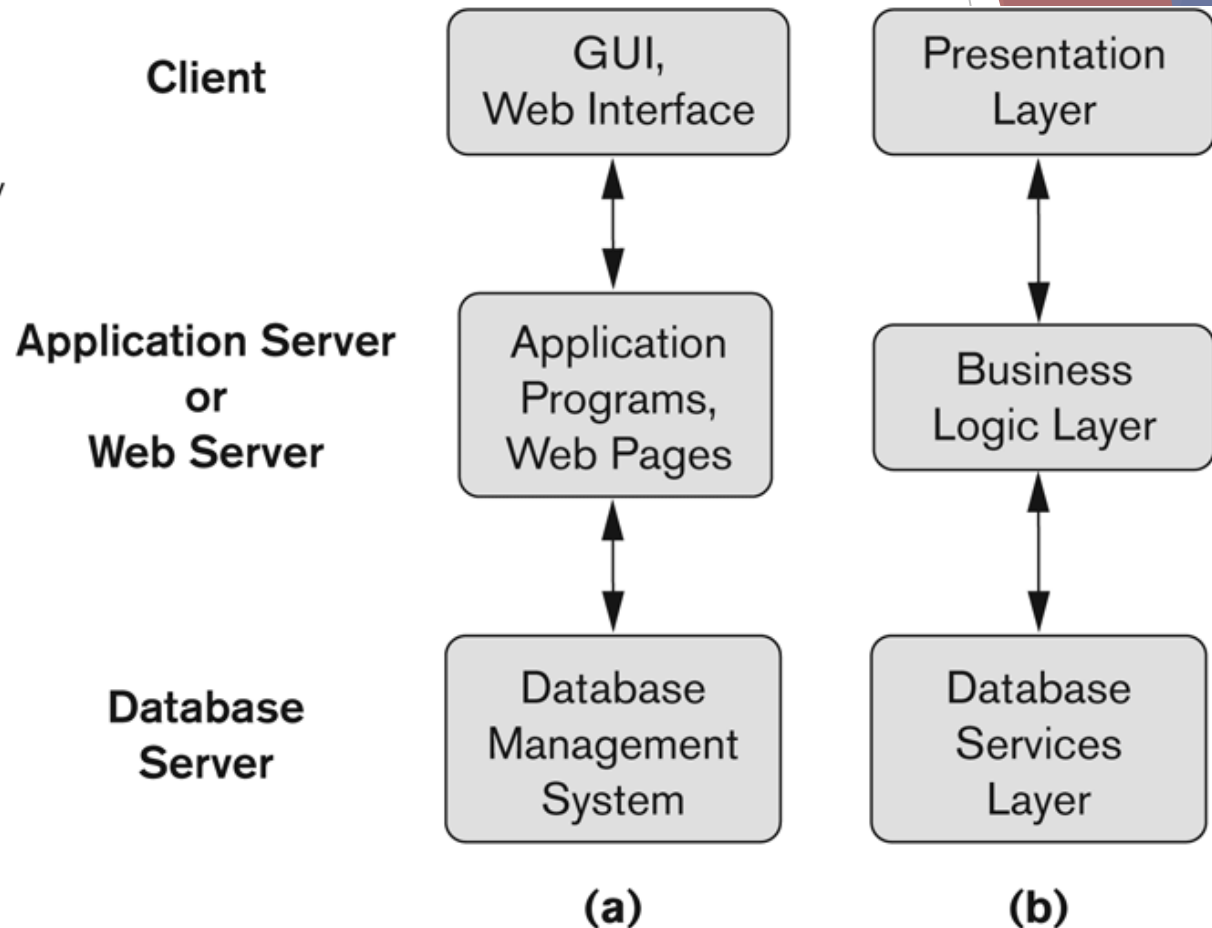 Client
GUI,
Web Interface
Presentation
Layer
Application Server
or
Web Server
Application
Programs,
Web Pages
Business
Logic Layer
Database
Server
Database
Management
System
Database
Services
Layer
(a)
(b)